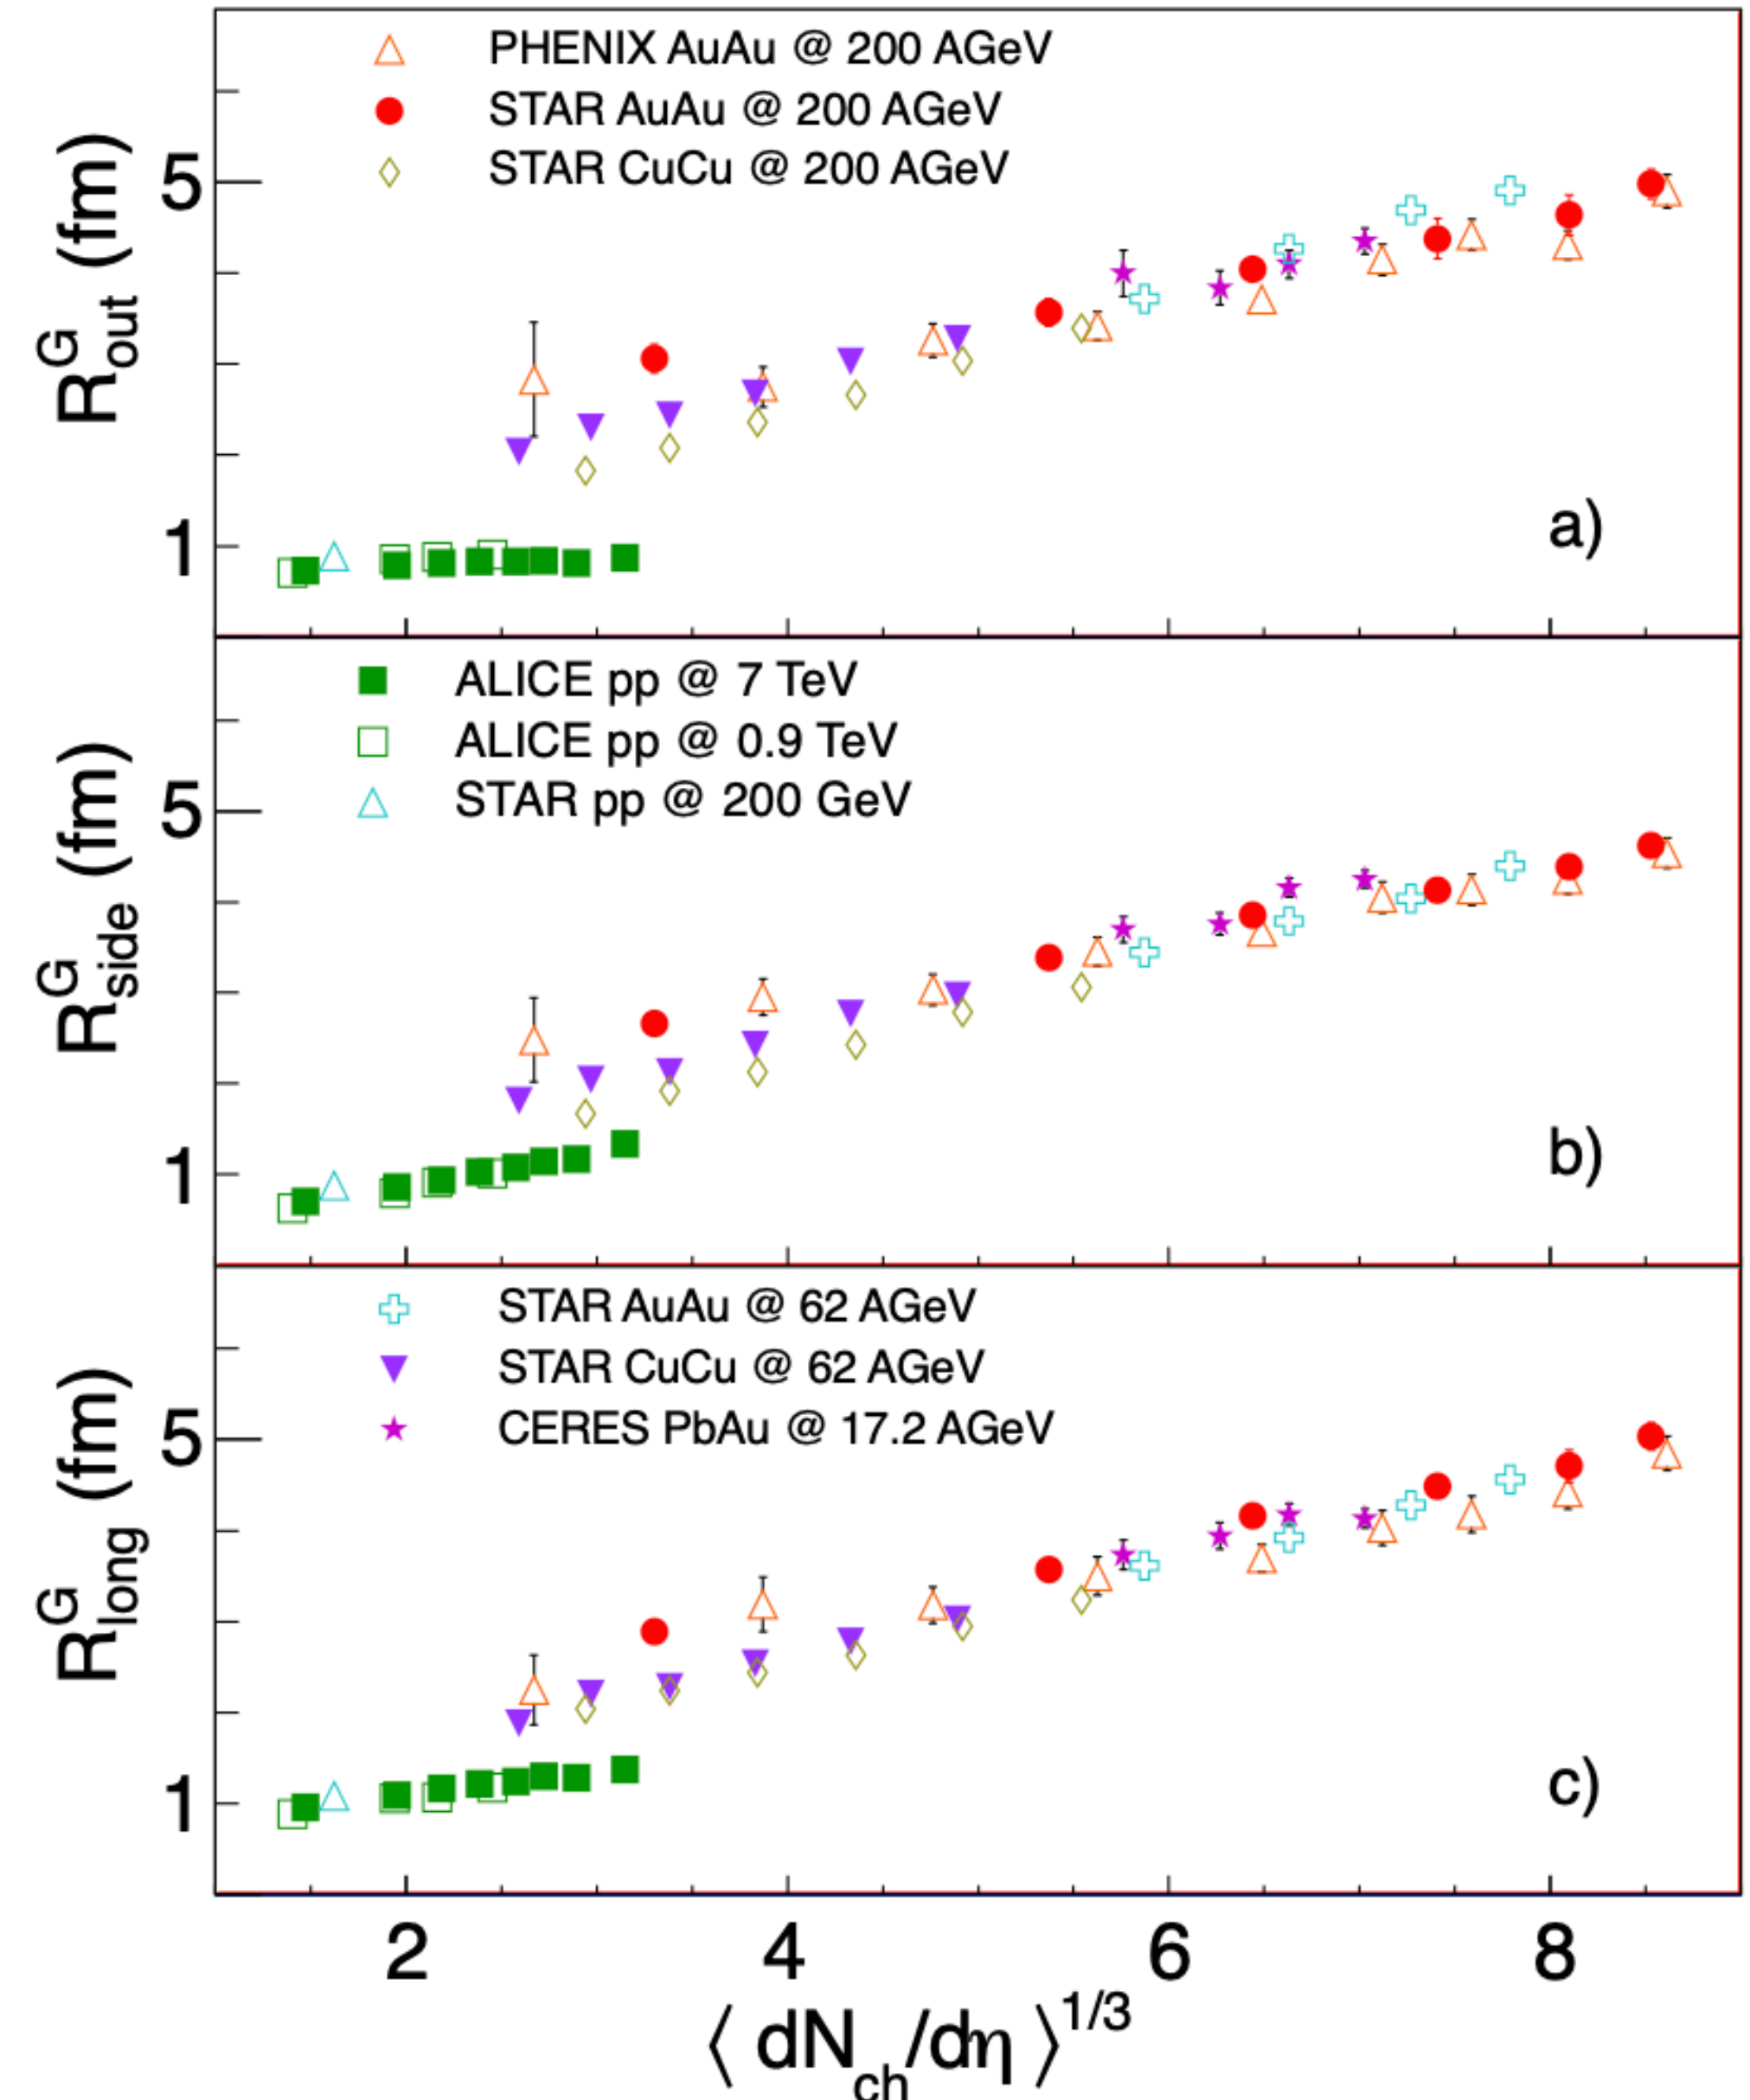 PHENIX AuAu @ 200 AGeV
STAR AuAu @ 200 AGeV
STAR CuCu @ 200 AGeV
R^G_out (fm)
5
1
a)
ALICE pp @ 7 TeV
ALICE pp @ 0.9 TeV
STAR pp @ 200 GeV
R^G_side (fm)
5
1
b)
STAR AuAu @ 62 AGeV
STAR CuCu @ 62 AGeV
CERES PbAu @ 17.2 AGeV
R^G_long (fm)
5
1
c)
2 4 6 8
⟨ dN_ch/dη ⟩^1/3